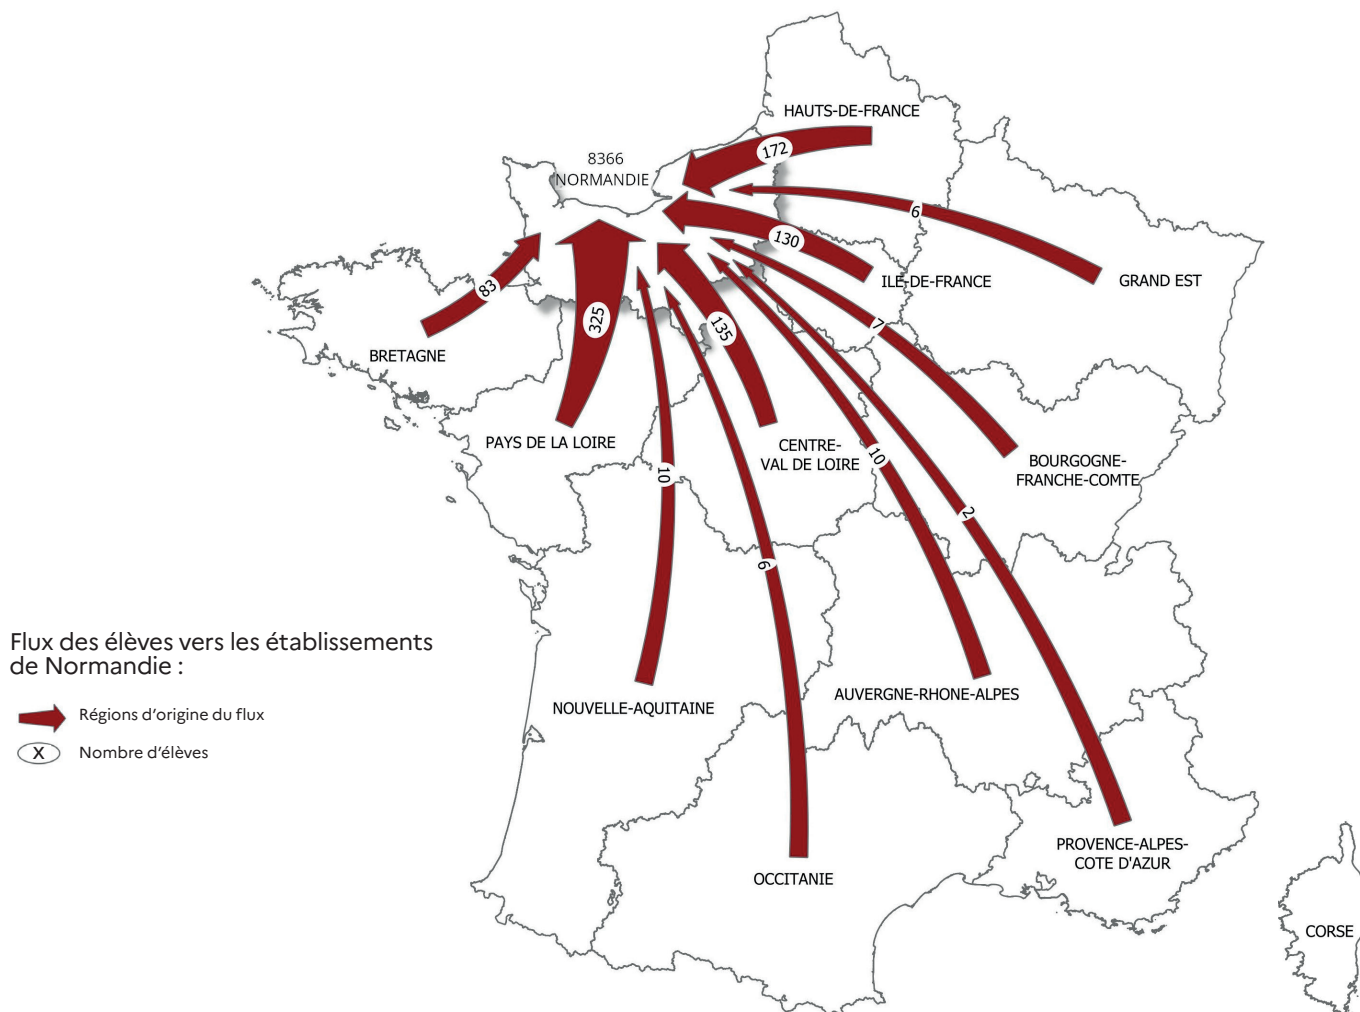 HAUTS-DE-FRANCE
172
8366
NORMANDIE
6
130
ILE-DE-FRANCE
GRAND EST
83
7
325
135
BRETAGNE
PAYS DE LA LOIRE
CENTRE-
VAL DE LOIRE
10
10
BOURGOGNE-
FRANCHE-COMTE
2
6
Flux des élèves vers les établissements
de Normandie :
Régions d'origine du flux
X
Nombre d'élèves
NOUVELLE-AQUITAINE
AUVERGNE-RHONE-ALPES
PROVENCE-ALPES-
COTE D'AZUR
OCCITANIE
CORSE